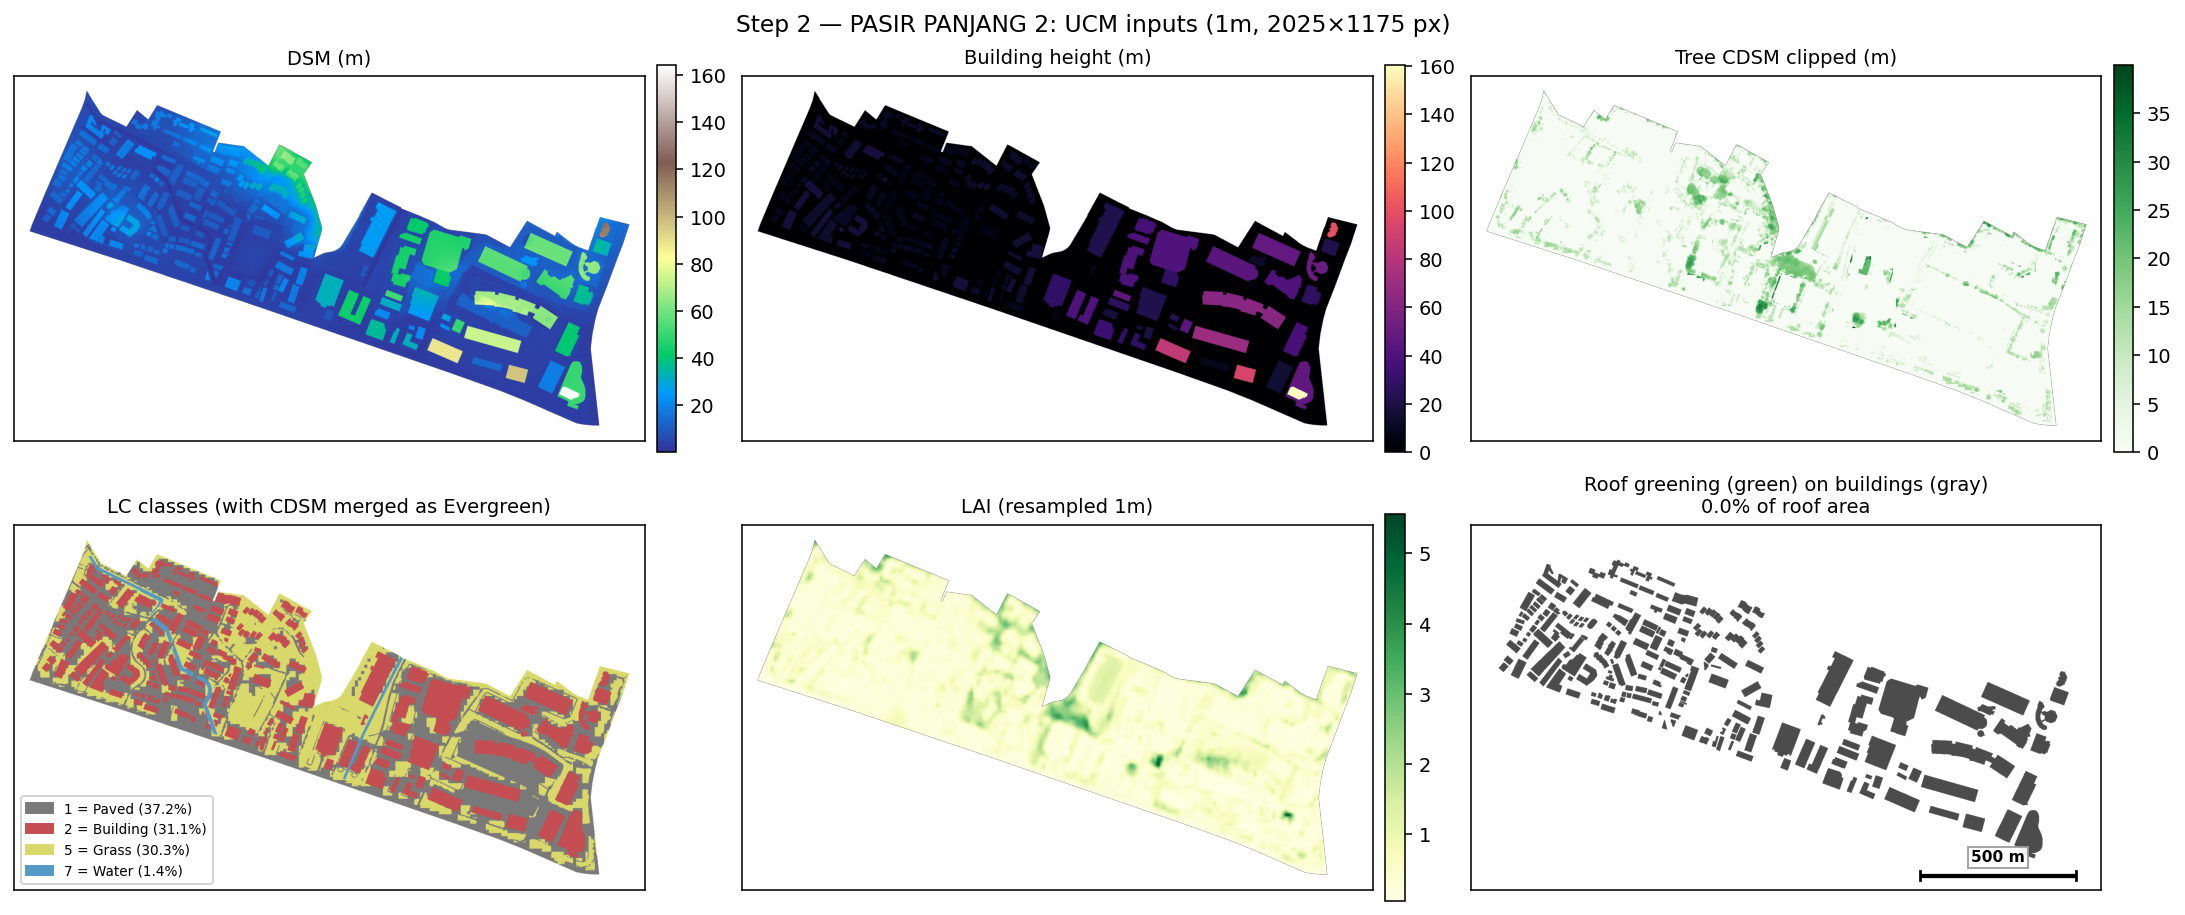 Step 2 — PASIR PANJANG 2: UCM inputs (1m, 2025×1175 px)
DSM (m)
160
140
120
100
80
60
40
20
Building height (m)
160
140
120
100
80
60
40
20
0
Tree CDSM clipped (m)
35
30
25
20
15
10
5
0
LC classes (with CDSM merged as Evergreen)
1 = Paved (37.2%)
2 = Building (31.1%)
5 = Grass (30.3%)
7 = Water (1.4%)
LAI (resampled 1m)
5
4
3
2
1
Roof greening (green) on buildings (gray)
0.0% of roof area
500 m